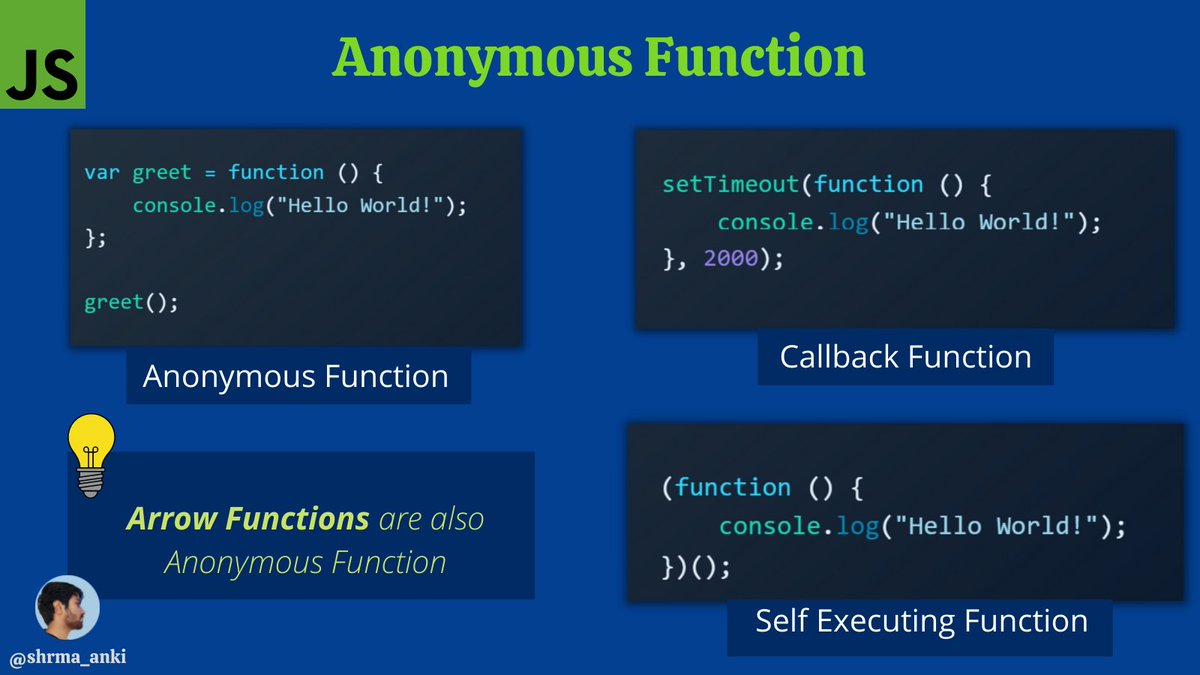 JS
Anonymous Function
var greet = function () {
    console.log("Hello World!");
};
greet();
Anonymous Function
setTimeout(function () {
    console.log("Hello World!");
}, 2000);
Callback Function
Arrow Functions are also
Anonymous Function
(function () {
    console.log("Hello World!");
})();
Self Executing Function
@shrma_anki